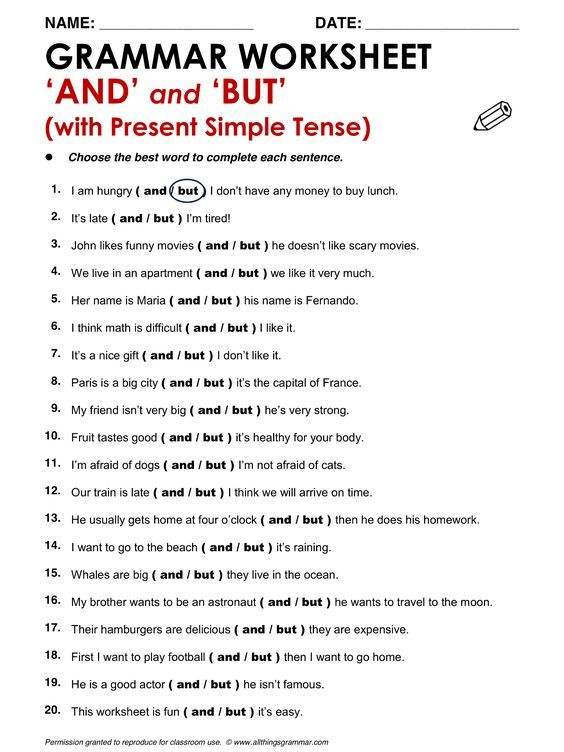 NAME: ____________________ DATE: ____________________
GRAMMAR WORKSHEET
‘AND’ and ‘BUT’
(with Present Simple Tense)
● Choose the best word to complete each sentence.
1. I am hungry ( and / but ) I don’t have any money to buy lunch.
2. It’s late ( and / but ) I’m tired!
3. John likes funny movies ( and / but ) he doesn’t like scary movies.
4. We live in an apartment ( and / but ) we like it very much.
5. Her name is Maria ( and / but ) his name is Fernando.
6. I think math is difficult ( and / but ) I like it.
7. It’s a nice gift ( and / but ) I don’t like it.
8. Paris is a big city ( and / but ) it’s the capital of France.
9. My friend isn’t very big ( and / but ) he’s very strong.
10. Fruit tastes good ( and / but ) it’s healthy for your body.
11. I’m afraid of dogs ( and / but ) I’m not afraid of cats.
12. Our train is late ( and / but ) I think we will arrive on time.
13. He usually gets home at four o’clock ( and / but ) then he does his homework.
14. I want to go to the beach ( and / but ) it’s raining.
15. Whales are big ( and / but ) they live in the ocean.
16. My brother wants to be an astronaut ( and / but ) he wants to travel to the moon.
17. Their hamburgers are delicious ( and / but ) they are expensive.
18. First I want to play football ( and / but ) then I want to go home.
19. He is a good actor ( and / but ) he isn’t famous.
20. This worksheet is fun ( and / but ) it’s easy.
Permission granted to reproduce for classroom use. © www.allthingsgrammar.com